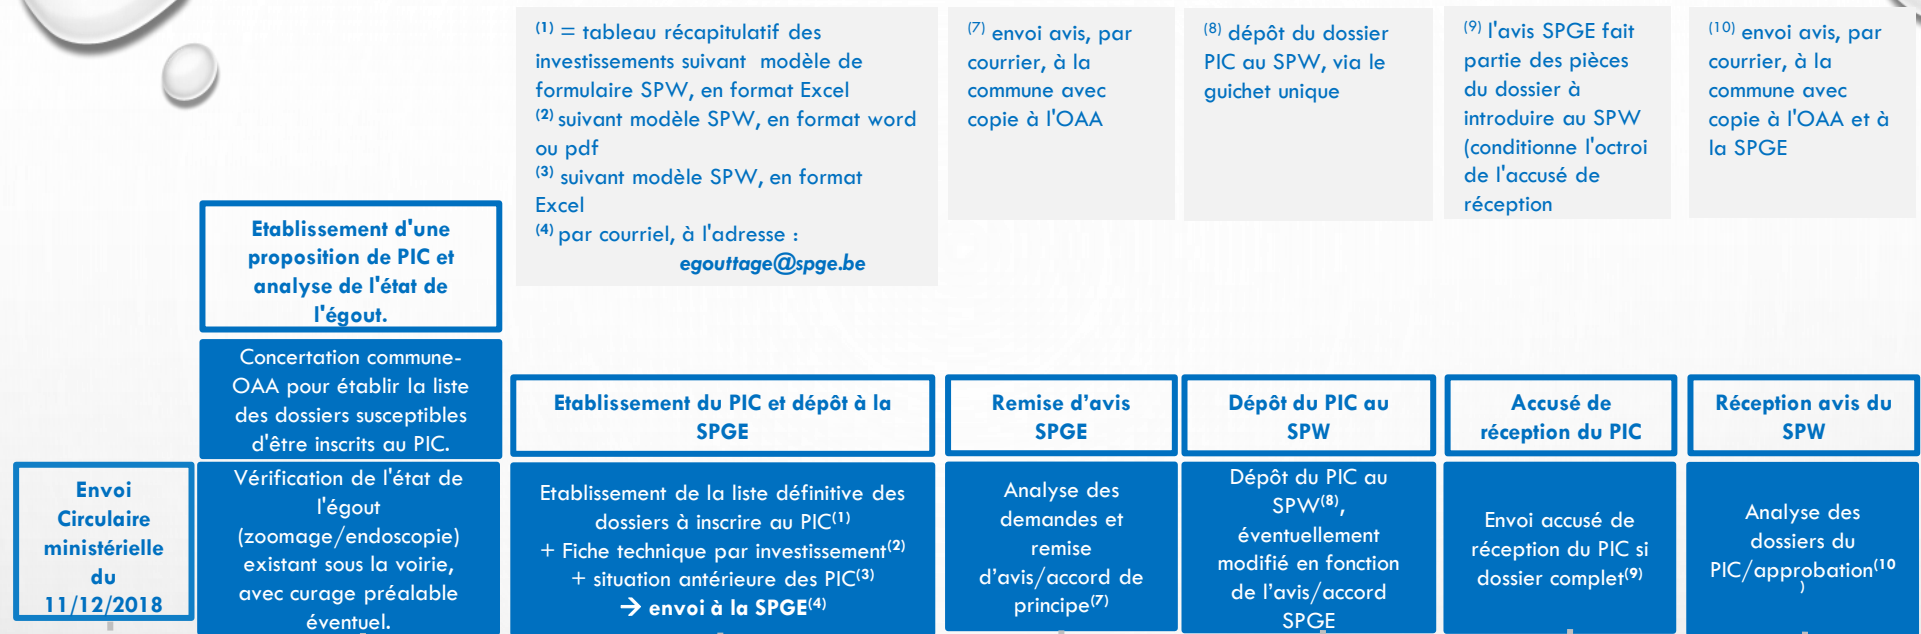 (1) = tableau récapitulatif des
investissements suivant modèle de
formulaire SPW, en format Excel
(2) suivant modèle SPW, en format word
ou pdf
(3) suivant modèle SPW, en format
Excel
(4) par courriel, à l'adresse :
egouttage@spge.be
(7) envoi avis, par
courrier, à la
commune avec
copie à l'OAA
(8) dépôt du dossier
PIC au SPW, via le
guichet unique
(9) l'avis SPGE fait
partie des pièces
du dossier à
introduire au SPW
(conditionne l'octroi
de l'accusé de
réception
(10) envoi avis, par
courrier, à la
commune avec
copie à l'OAA et à
la SPGE
Envoi
Circulaire
ministérielle
du
11/12/2018
Etablissement d'une
proposition de PIC et
analyse de l'état de
l'égout.
Concertation commune-
OAA pour établir la liste
des dossiers susceptibles
d'être inscrits au PIC.
Vérification de l'état de
l'égout
(zoomage/endoscopie)
existant sous la voirie,
avec curage préalable
éventuel.
Etablissement du PIC et dépôt à la
SPGE
Etablissement de la liste définitive des
dossiers à inscrire au PIC(1)
+ Fiche technique par investissement(2)
+ situation antérieure des PIC(3)
→ envoi à la SPGE(4)
Remise d'avis
SPGE
Analyse des
demandes et
remise
d'avis/accord de
principe(7)
Dépôt du PIC au
SPW
Dépôt du PIC au
SPW(8),
éventuellement
modifié en fonction
de l'avis/accord
SPGE
Accusé de
réception du PIC
Envoi accusé de
réception du PIC si
dossier complet(9)
Réception avis du
SPW
Analyse des
dossiers du
PIC/approbation(10
)